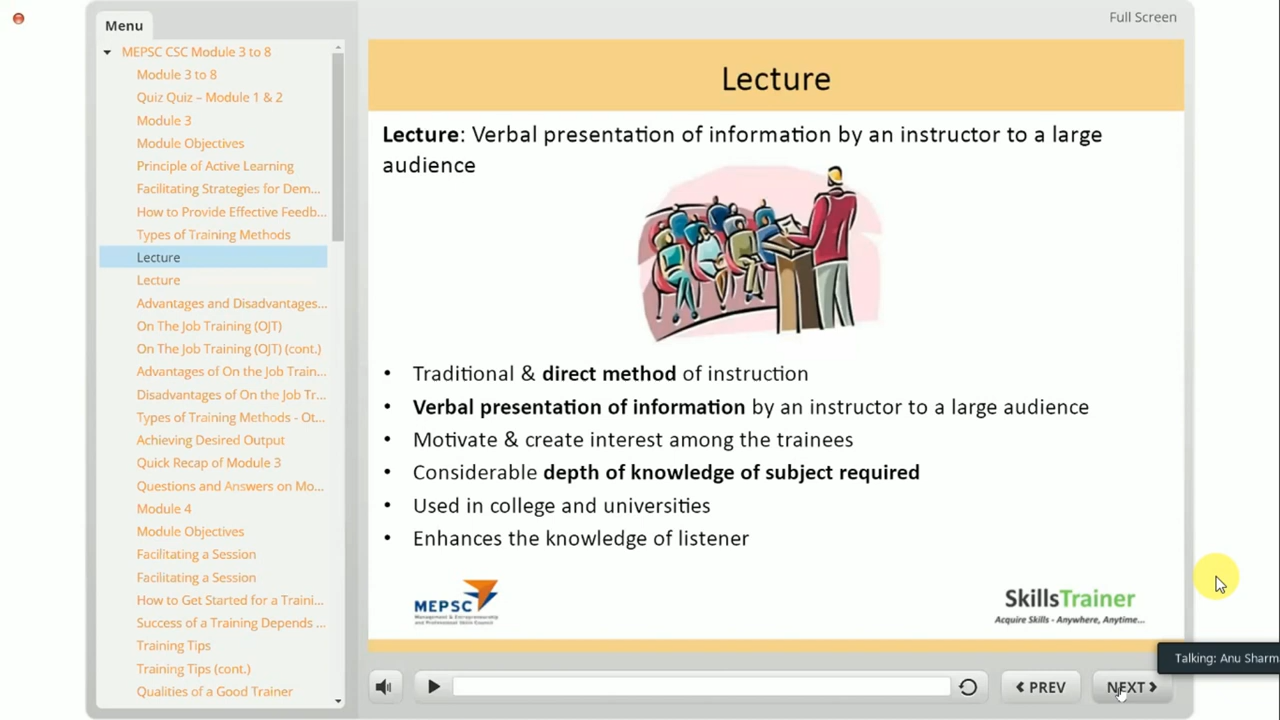 Menu
Full Screen
MEPSC CSC Module 3 to 8
Module 3 to 8
Quiz Quiz – Module 1 & 2
Module 3
Module Objectives
Principle of Active Learning
Facilitating Strategies for Dem...
How to Provide Effective Feedb...
Types of Training Methods
Lecture
Lecture
Advantages and Disadvantages...
On The Job Training (OJT)
On The Job Training (OJT) (cont.)
Advantages of On the Job Train...
Disadvantages of On the Job Tr...
Types of Training Methods - Ot...
Achieving Desired Output
Quick Recap of Module 3
Questions and Answers on Mo...
Module 4
Module Objectives
Facilitating a Session
Facilitating a Session
How to Get Started for a Traini...
Success of a Training Depends ...
Training Tips
Training Tips (cont.)
Qualities of a Good Trainer
Lecture
Lecture: Verbal presentation of information by an instructor to a large
audience
• Traditional & direct method of instruction
• Verbal presentation of information by an instructor to a large audience
• Motivate & create interest among the trainees
• Considerable depth of knowledge of subject required
• Used in college and universities
• Enhances the knowledge of listener
MEPSC
Management & Entrepreneurship
and Professional Skills Council
SkillsTrainer
Acquire Skills - Anywhere, Anytime...
Talking: Anu Sharm
PREV
NEXT